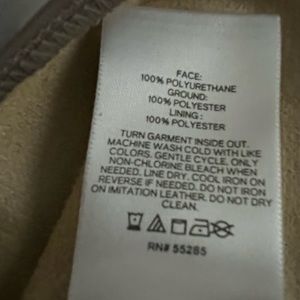 FACE:
100% POLYURETHANE
GROUND:
100% POLYESTER
LINING :
100% POLYESTER
TURN GARMENT INSIDE OUT.
MACHINE WASH COLD WITH LIKE
COLORS. GENTLE CYCLE, ONLY
NON-CHLORINE BLEACH WHEN
NEEDED. LINE DRY. COOL IRON ON
REVERSE IF NEEDED. DO NOT IRON
ON IMITATION LEATHER. DO NOT DRY
CLEAN.
RN# 55285